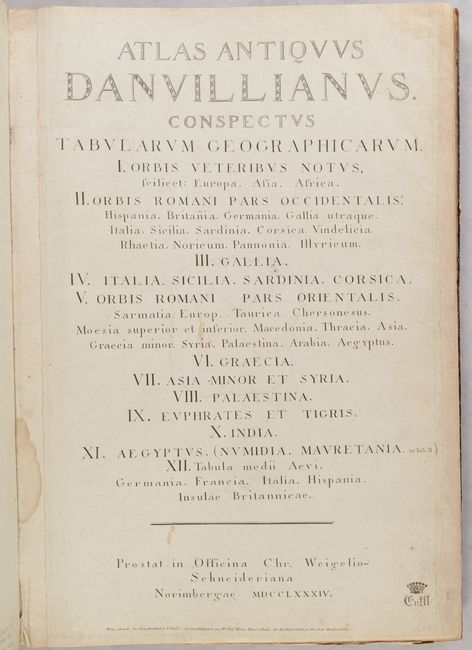 ATLAS ANTIQVVS
DANVILLIANVS.
CONSPECTVS
TABVLARVM GEOGRAPHICARVM.
I. ORBIS VETERIBVS NOTVS,
scilicet: Europa. Asia. Africa.
II. ORBIS ROMANI PARS OCCIDENTALIS:
Hispania. Britañia. Germania. Gallia utraque.
Italia. Sicilia. Sardinia. Corsica. Vindelicia.
Rhaetia. Noricum. Pannonia. Illyricum.
III. GALLIA.
IV. ITALIA. SICILIA. SARDINIA. CORSICA.
V. ORBIS ROMANI PARS ORIENTALIS.
Sarmatia. Europ. Taurica Chersonesus.
Moesia superior et inferior. Macedonia. Thracia. Asia.
Graecia minor. Syria. Palaestina. Arabia. Aegyptus.
VI. GRAECIA.
VII. ASIA MINOR ET SYRIA.
VIII. PALAESTINA.
IX. EVPHRATES ET TIGRIS.
X. INDIA.
XI. AEGYPTVS. (NVMIDIA. MAVRETANIA. in Tab. II.)
XII. Tabula medii Aevi.
Germania. Francia. Italia. Hispania.
Insulae Britannicae.
Prostat in Officina Chr. Weigelio-
Schneideriana
Norimbergae MDCCLXXXIV.